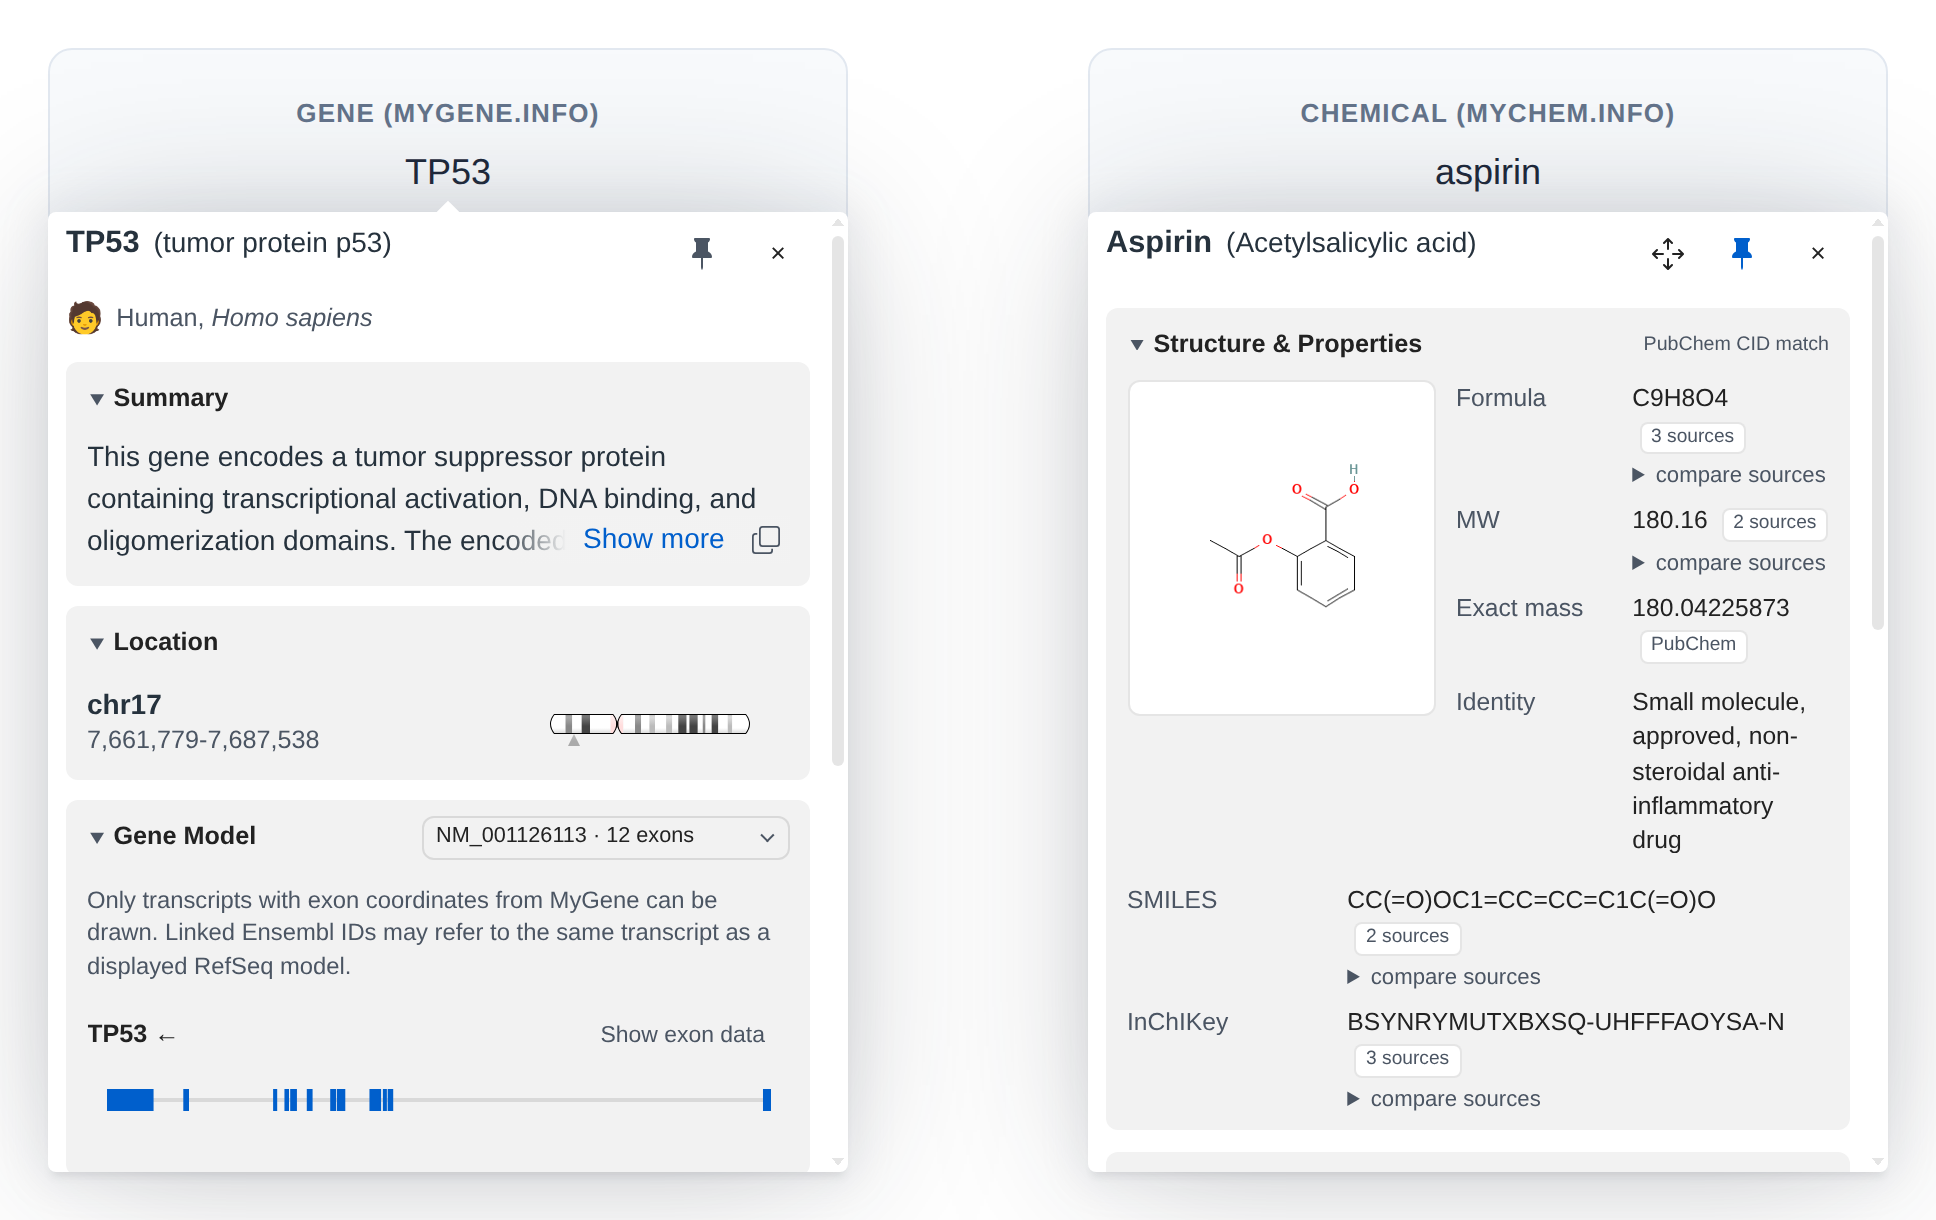 GENE (MYGENE.INFO)
TP53
TP53 (tumor protein p53)
×
Human, Homo sapiens
▼ Summary
This gene encodes a tumor suppressor protein
containing transcriptional activation, DNA binding, and
oligomerization domains. The encoded Show more
▼ Location
chr17
7,661,779-7,687,538
▼ Gene Model
NM_001126113 · 12 exons
Only transcripts with exon coordinates from MyGene can be
drawn. Linked Ensembl IDs may refer to the same transcript as a
displayed RefSeq model.
TP53 ←
Show exon data
CHEMICAL (MYCHEM.INFO)
aspirin
Aspirin (Acetylsalicylic acid)
×
▼ Structure & Properties
PubChem CID match
H
O
O
O
O
Formula
C9H8O4
3 sources
▶ compare sources
MW
180.16 2 sources
▶ compare sources
Exact mass
180.04225873
PubChem
Identity
Small molecule,
approved, non-
steroidal anti-
inflammatory
drug
SMILES
CC(=O)OC1=CC=CC=C1C(=O)O
2 sources
▶ compare sources
InChIKey
BSYNRYMUTXBXSQ-UHFFFAOYSA-N
3 sources
▶ compare sources